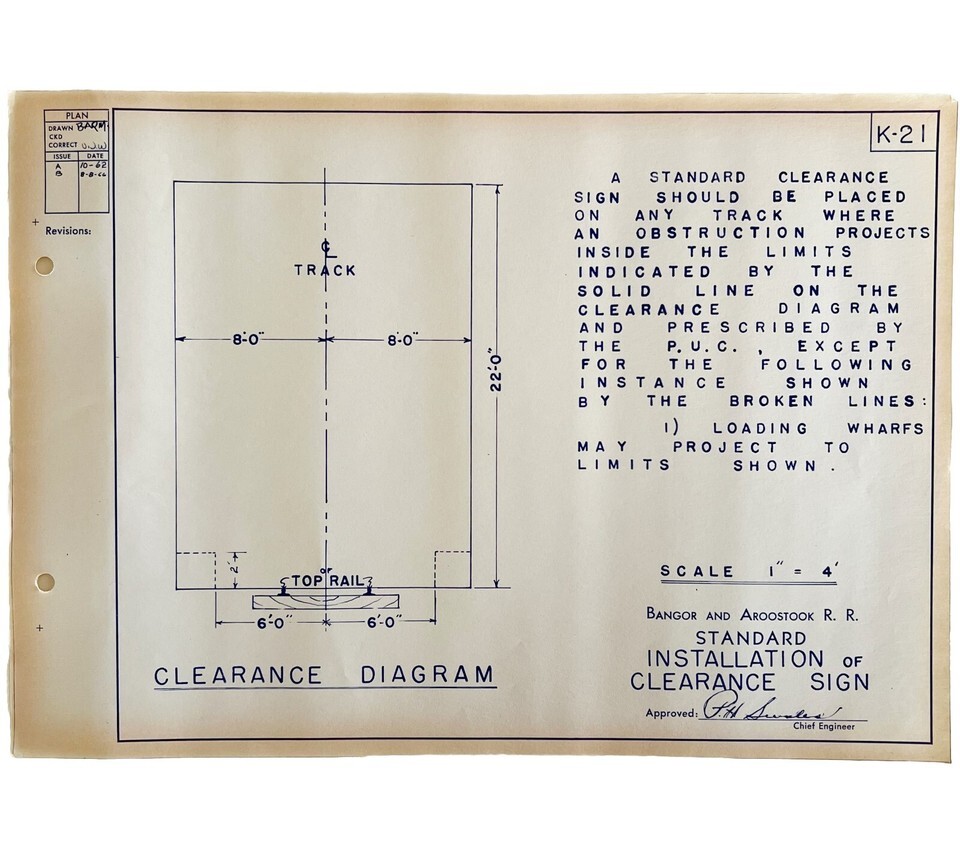 PLAN
DRAWN BARM
CKD
CORRECT O.J.W
ISSUE DATE
A 10-62
B 8-8-66
Revisions:
K-21
℄
TRACK
8'-0" 8'-0"
22'-0"
2'
TOP OF RAIL
6'-0" 6'-0"
CLEARANCE DIAGRAM
A STANDARD CLEARANCE
SIGN SHOULD BE PLACED
ON ANY TRACK WHERE
AN OBSTRUCTION PROJECTS
INSIDE THE LIMITS
INDICATED BY THE
SOLID LINE ON THE
CLEARANCE DIAGRAM
AND PRESCRIBED BY
THE P.U.C., EXCEPT
FOR THE FOLLOWING
INSTANCE SHOWN
BY THE BROKEN LINES:
1) LOADING WHARFS
MAY PROJECT TO
LIMITS SHOWN.
SCALE 1" = 4'
BANGOR AND AROOSTOOK R. R.
STANDARD
INSTALLATION OF
CLEARANCE SIGN
Approved:
Chief Engineer